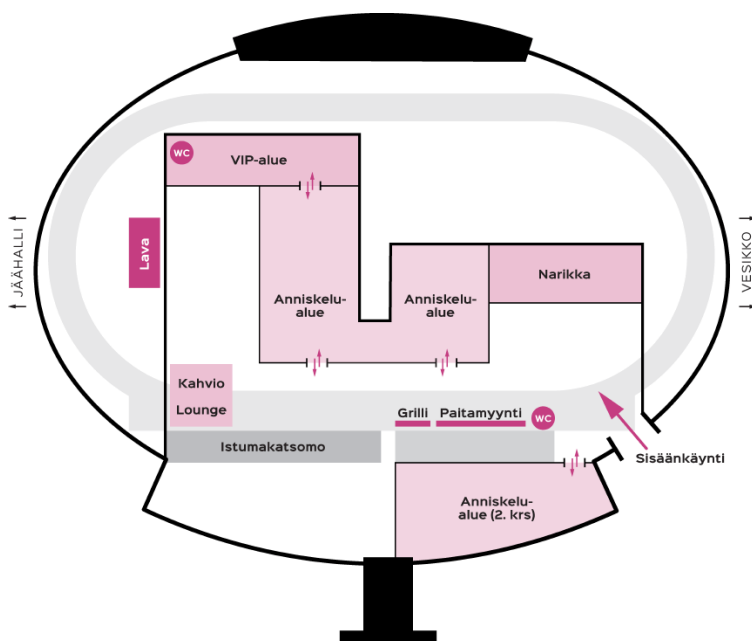 WC
VIP-alue
JÄÄHALLI
Lava
VESIKKO
Narikka
Anniskelu-
alue
Anniskelu-
alue
Kahvio
Lounge
Grilli
Paitamyynti
WC
Istumakatsomo
Sisäänkäynti
Anniskelu-
alue (2. krs)